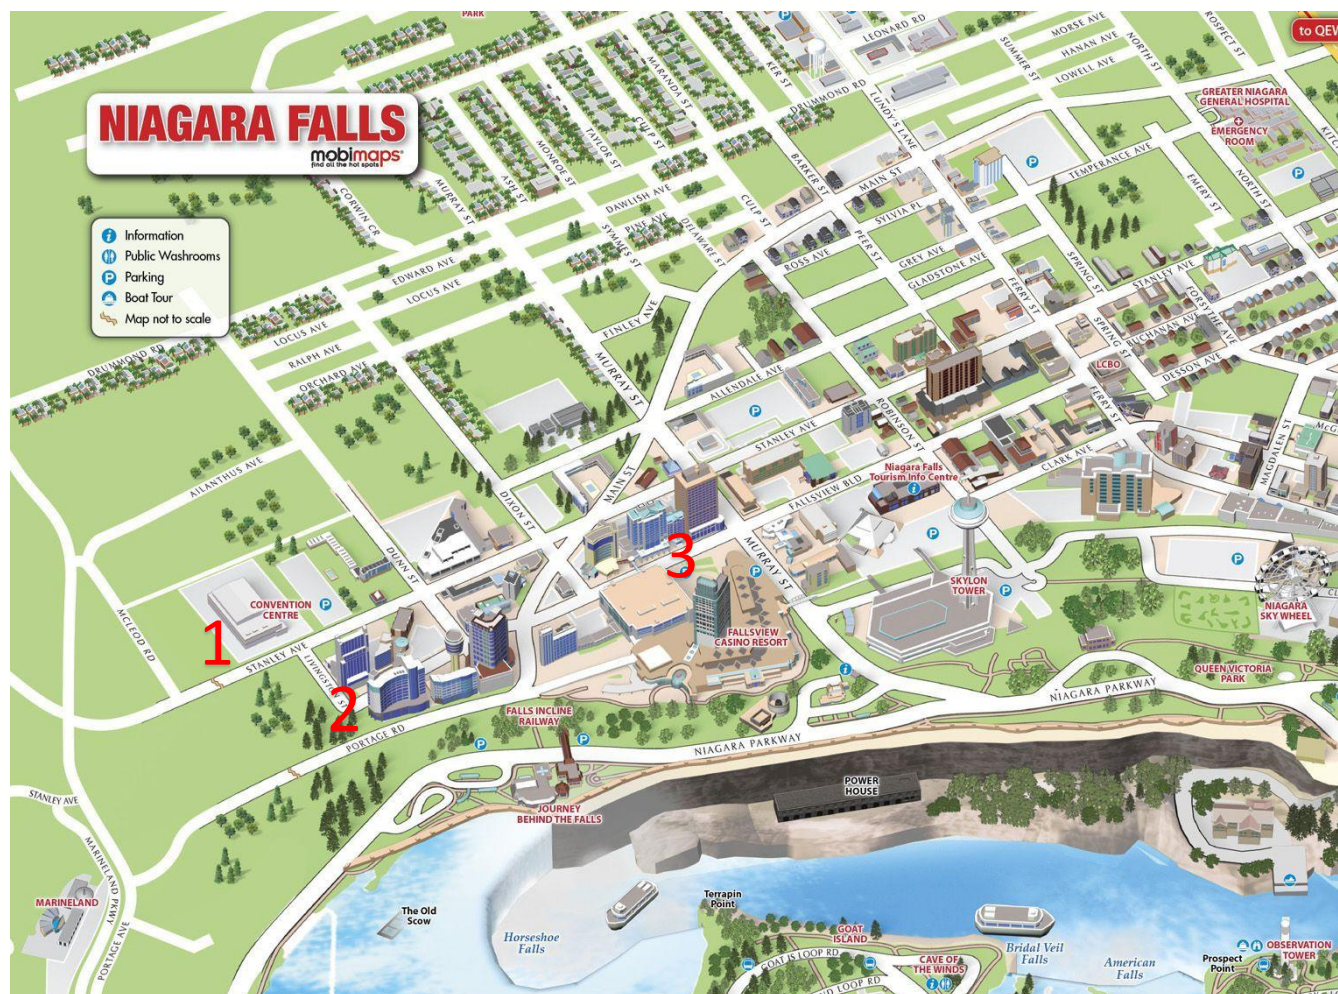 PARK
to QEW
NIAGARA FALLS
mobimaps
find all the hot spots
Information
Public Washrooms
Parking
Boat Tour
Map not to scale
LEONARD RD
MORSE AVE
HANAN AVE
LOWELL AVE
SUMMER ST
NORTH ST
DRUMMOND RD
LUNDY'S LANE
MARANDA ST
CULP ST
TAYLOR ST
MONROE ST
ASH ST
MURRAY ST
CORWIN CR
GREATER NIAGARA
GENERAL HOSPITAL
EMERGENCY
ROOM
BARKER ST
MAIN ST
TEMPERANCE AVE
EMERY ST
NORTH ST
DAWLISH AVE
PINE AVE
SYMMES ST
DELAWARE ST
CULP ST
SYLVIA PL
PEER ST
ROSS AVE
GREY AVE
GLADSTONE AVE
EDWARD AVE
LOCUS AVE
SPRING ST
STANLEY AVE
FORSYTHE AVE
FERRY ST
FINLEY AVE
LOCUS AVE
RALPH AVE
ORCHARD AVE
DRUMMOND RD
MURRAY ST
SPRING ST
BUCHANAN AVE
DESSON AVE
LCBO
ALLENDALE AVE
STANLEY AVE
ROBINSON ST
FERRY ST
MAGDALEN ST
CLARK AVE
AILANTHUS AVE
MAIN ST
DIXON ST
FALLSVIEW BLD
Niagara Falls
Tourism Info Centre
DUNN ST
3
MURRAY ST
SKYLON
TOWER
NIAGARA
SKY WHEEL
CONVENTION
CENTRE
MCLEOD RD
1
STANLEY AVE
LIVINGSTON ST
2
FALLSVIEW
CASINO RESORT
QUEEN VICTORIA
PARK
NIAGARA PARKWAY
FALLS INCLINE
RAILWAY
PORTAGE RD
NIAGARA PARKWAY
POWER
HOUSE
JOURNEY
BEHIND THE FALLS
STANLEY AVE
MARINELAND PKWY
MARINELAND
PORTAGE AVE
The Old
Scow
Horseshoe
Falls
Terrapin
Point
GOAT
ISLAND
GOAT IS LOOP RD
CAVE OF
THE WINDS
LOOP RD
Bridal Veil
Falls
American
Falls
Prospect
Point
OBSERVATION
TOWER